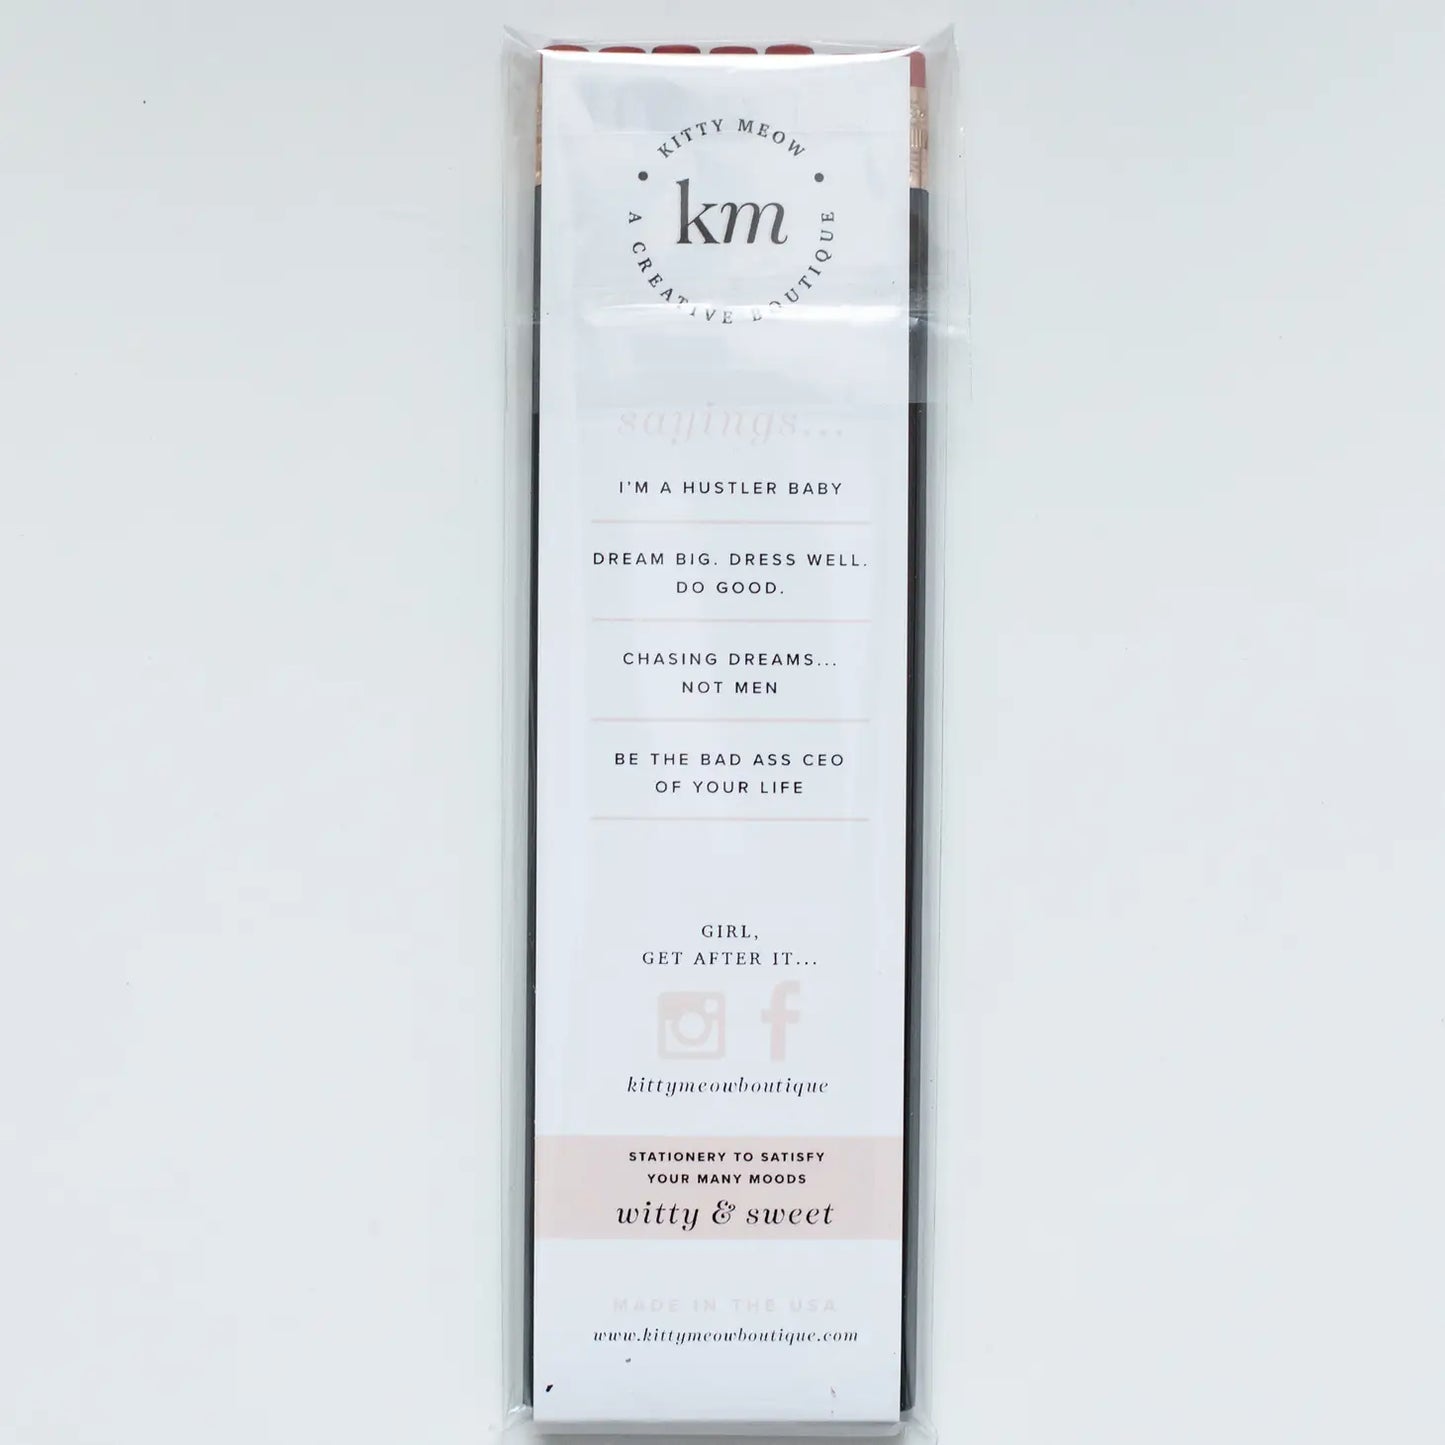 KITTY MEOW
km
A CREATIVE BOUTIQUE
sayings...
I'M A HUSTLER BABY
DREAM BIG. DRESS WELL.
DO GOOD.
CHASING DREAMS...
NOT MEN
BE THE BAD ASS CEO
OF YOUR LIFE
GIRL,
GET AFTER IT...
kittymeowboutique
STATIONERY TO SATISFY
YOUR MANY MOODS
witty & sweet
MADE IN THE USA
www.kittymeowboutique.com